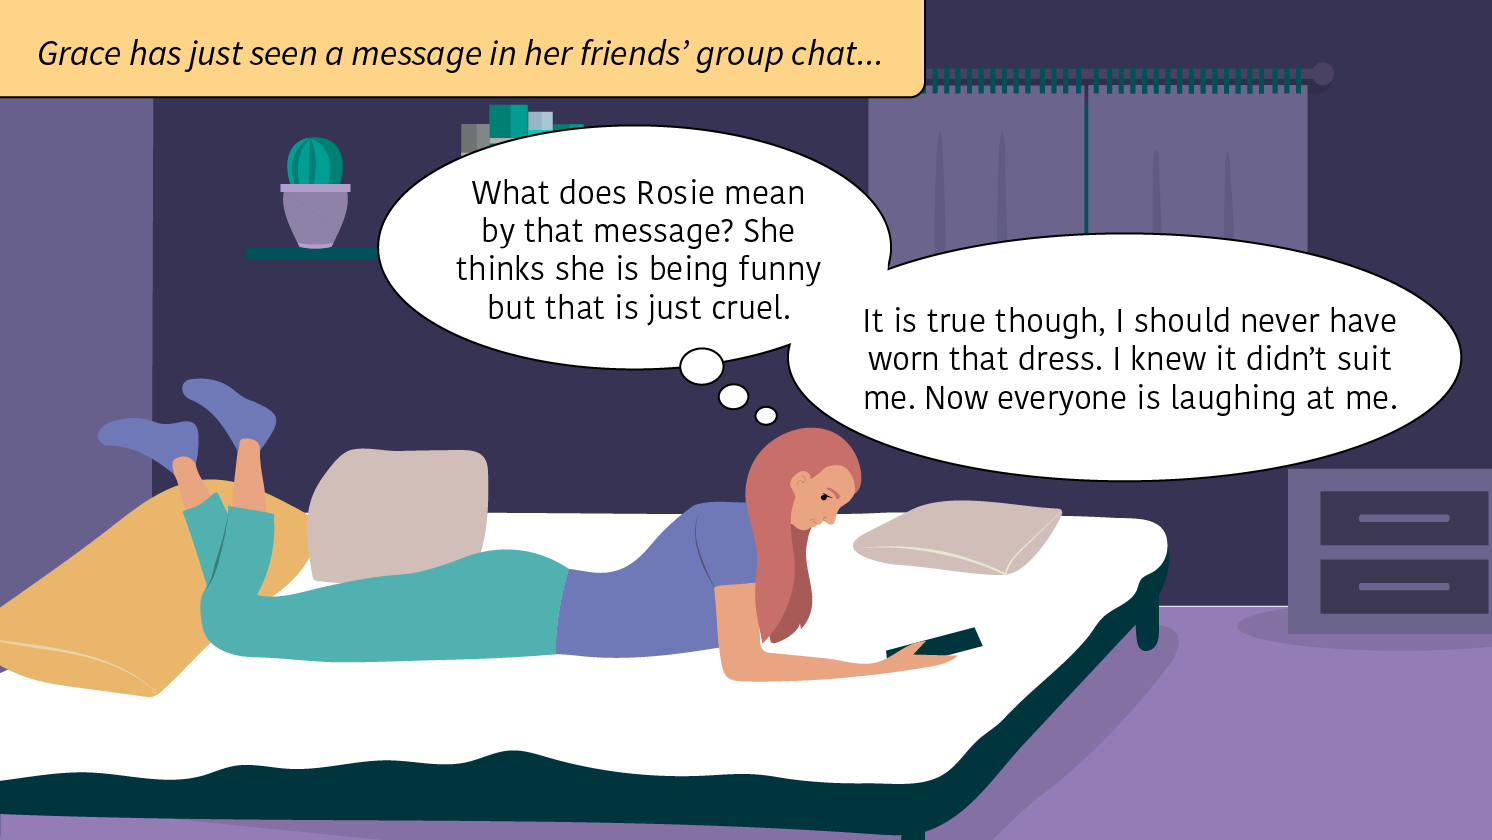 Grace has just seen a message in her friends’ group chat...
What does Rosie mean
by that message? She
thinks she is being funny
but that is just cruel.
It is true though, I should never have
worn that dress. I knew it didn’t suit
me. Now everyone is laughing at me.